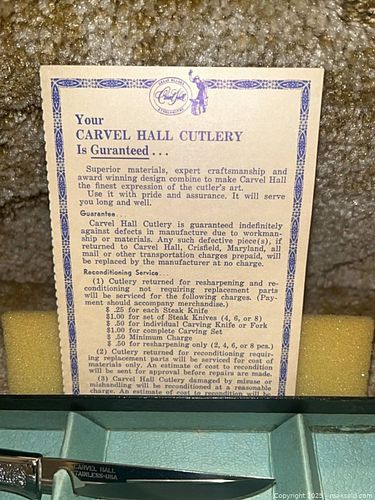 Carvel Hall
Your
CARVEL HALL CUTLERY
Is Guranteed . . .
Superior materials, expert craftsmanship and
award winning design combine to make Carvel Hall
the finest expression of the cutler's art.
Use it with pride and assurance. It will serve
you long and well.
Guarantee. . .
Carvel Hall Cutlery is guaranteed indefinitely
against defects in manufacture due to workman-
ship or materials. Any such defective piece(s), if
returned to Carvel Hall, Crisfield, Maryland, all
mail or other transportation charges prepaid, will
be replaced by the manufacturer at no charge.
Reconditioning Service. . .
(1) Cutlery returned for resharpening and re-
conditioning not requiring replacement parts
will be serviced for the following charges. (Pay-
ment should accompany merchandise.)
$ .25 for each Steak Knife
$1.00 for set of Steak Knives (4, 6, or 8)
$ .50 for individual Carving Knife or Fork
$1.00 for complete Carving Set
$ .50 Minimum Charge
$ .50 for resharpening only (2, 4, 6, or 8 pcs.)
(2) Cutlery returned for reconditioning requir-
ing replacement parts will be serviced for cost of
materials only. An estimate of cost to recondition
will be sent for approval before repairs are made.
(3) Carvel Hall Cutlery damaged by misuse or
mishandling will be reconditioned at a reasonable
charge. An estimate of cost to recondition will be
CARVEL HALL
STAINLESS-USA
Copyright 2025 - maxsold.com